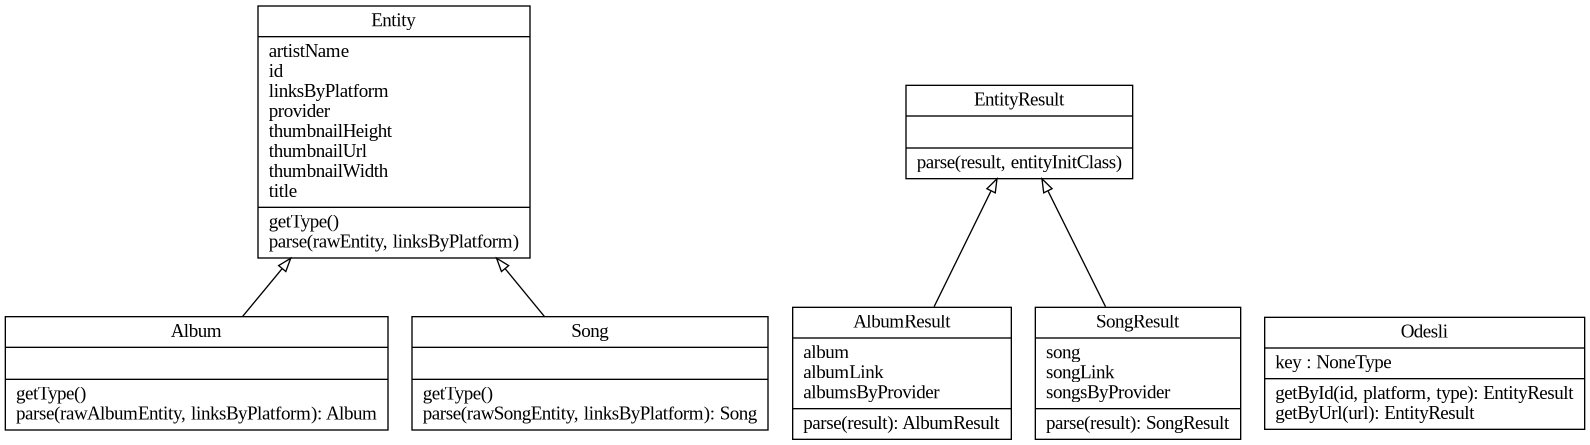 Entity
artistName
id
linksByPlatform
provider
thumbnailHeight
thumbnailUrl
thumbnailWidth
title
getType()
parse(rawEntity, linksByPlatform)
EntityResult
parse(result, entityInitClass)
Album
getType()
parse(rawAlbumEntity, linksByPlatform): Album
Song
getType()
parse(rawSongEntity, linksByPlatform): Song
AlbumResult
album
albumLink
albumsByProvider
parse(result): AlbumResult
SongResult
song
songLink
songsByProvider
parse(result): SongResult
Odesli
key : NoneType
getById(id, platform, type): EntityResult
getByUrl(url): EntityResult